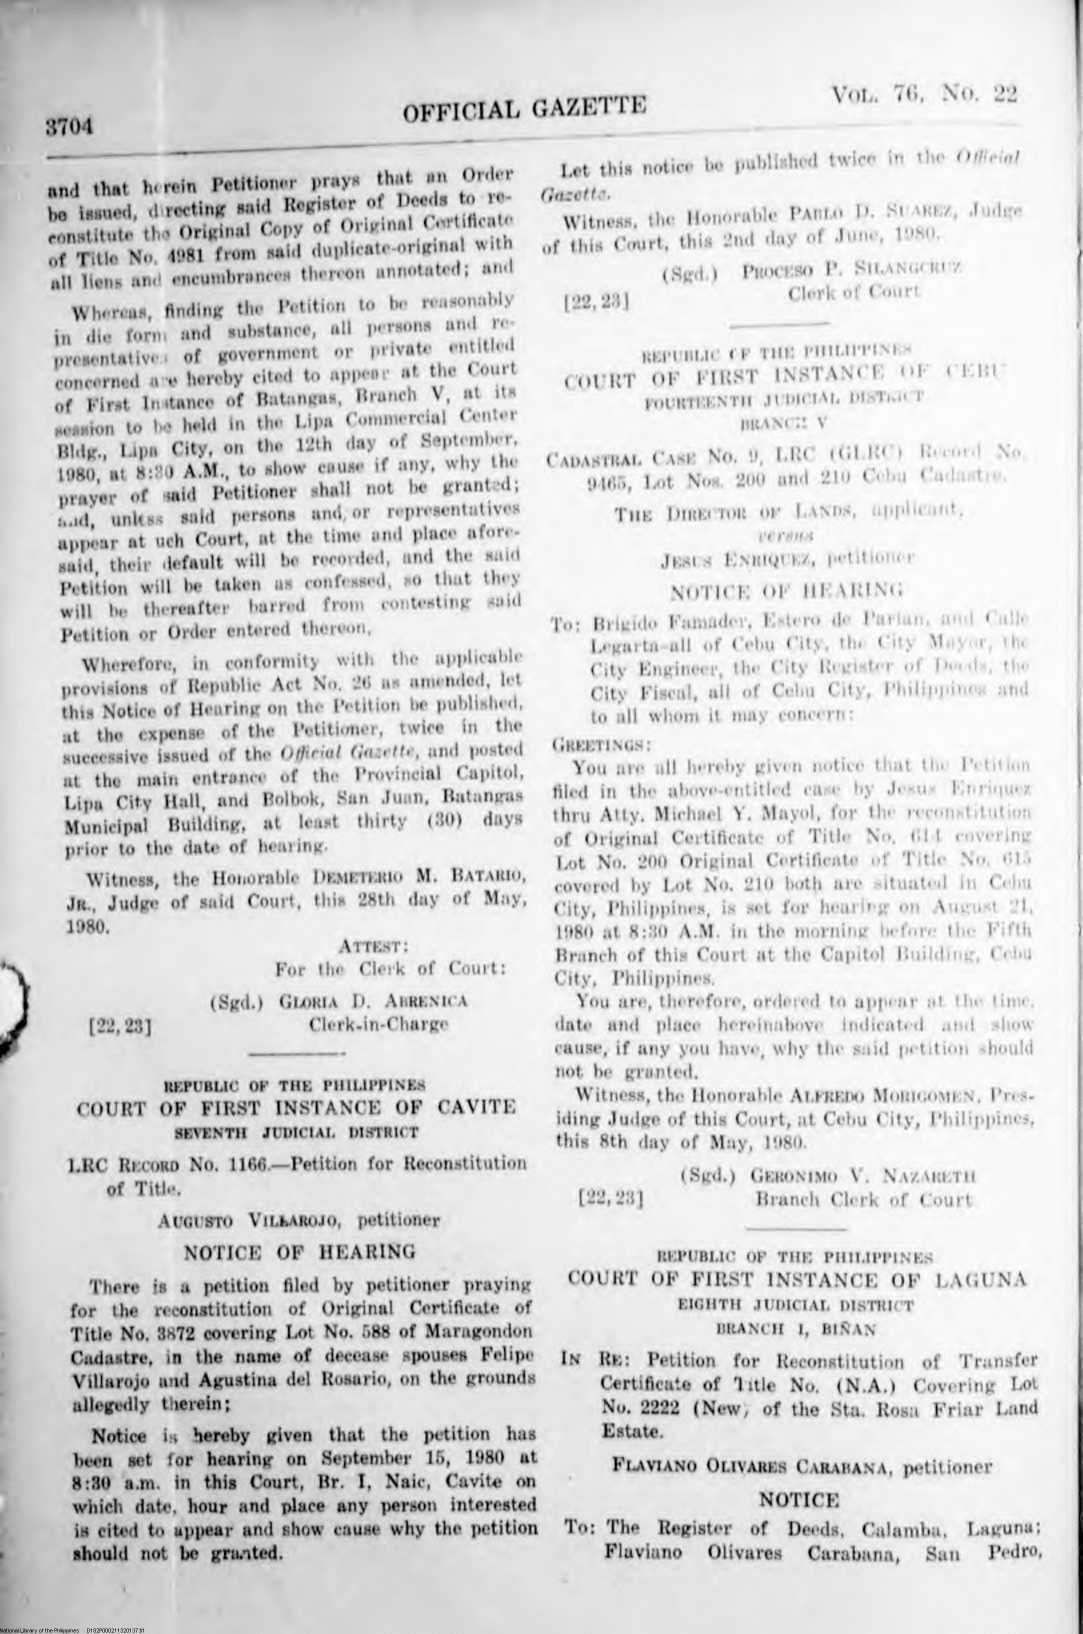 3704
OFFICIAL GAZETTE
VOL. 76, No. 22
and that herein Petitioner prays that an Order
be issued, directing said Register of Deeds to re-
constitute the Original Copy of Original Certificate
of Title No. 4981 from said duplicate-original with
all liens and encumbrances thereon annotated; and
Whereas, finding the Petition to be reasonably
in die form and substance, all persons and re-
presentatives of government or private entitled
concerned are hereby cited to appear at the Court
of First Instance of Batangas, Branch V, at its
session to be held in the Lipa Commercial Center
Bldg., Lipa City, on the 12th day of September,
1980, at 8:30 A.M., to show cause if any, why the
prayer of said Petitioner shall not be granted;
and, unless said persons and/or representatives
appear at uch Court, at the time and place afore-
said, their default will be recorded, and the said
Petition will be taken as confessed, so that they
will be thereafter barred from contesting said
Petition or Order entered thereon.
Wherefore, in conformity with the applicable
provisions of Republic Act No. 26 as amended, let
this Notice of Hearing on the Petition be published,
at the expense of the Petitioner, twice in the
successive issued of the Official Gazette, and posted
at the main entrance of the Provincial Capitol,
Lipa City Hall, and Bolbok, San Juan, Batangas
Municipal Building, at least thirty (30) days
prior to the date of hearing.
Witness, the Honorable DEMETERIO M. BATARIO,
JR., Judge of said Court, this 28th day of May,
1980.
ATTEST:
For the Clerk of Court:
(Sgd.) GLORIA D. ABRENICA
[22, 23] Clerk-in-Charge
REPUBLIC OF THE PHILIPPINES
COURT OF FIRST INSTANCE OF CAVITE
SEVENTH JUDICIAL DISTRICT
LRC RECORD No. 1166.—Petition for Reconstitution
of Title.
AUGUSTO VILLAROJO, petitioner
NOTICE OF HEARING
There is a petition filed by petitioner praying
for the reconstitution of Original Certificate of
Title No. 3872 covering Lot No. 588 of Maragondon
Cadastre, in the name of decease spouses Felipe
Villarojo and Agustina del Rosario, on the grounds
allegedly therein;
Notice is hereby given that the petition has
been set for hearing on September 15, 1980 at
8:30 a.m. in this Court, Br. I, Naic, Cavite on
which date, hour and place any person interested
is cited to appear and show cause why the petition
should not be granted.
Let this notice be published twice in the Official
Gazette.
Witness, the Honorable PABLO D. SUAREZ, Judge
of this Court, this 2nd day of June, 1980.
(Sgd.) PROCESO P. SILANGCRUZ
[22, 23] Clerk of Court
REPUBLIC OF THE PHILIPPINES
COURT OF FIRST INSTANCE OF CEBU
FOURTEENTH JUDICIAL DISTRICT
BRANCH V
CADASTRAL CASE No. 9, LRC (GLRC) Record No.
9465, Lot Nos. 200 and 210 Cebu Cadastre.
THE DIRECTOR OF LANDS, applicant,
versus
JESUS ENRIQUEZ, petitioner
NOTICE OF HEARING
To: Brigido Famader, Estero de Parian, and Calle
Legarta-all of Cebu City, the City Mayor, the
City Engineer, the City Register of Deeds, the
City Fiscal, all of Cebu City, Philippines and
to all whom it may concern:
GREETINGS:
You are all hereby given notice that the Petition
filed in the above-entitled case by Jesus Enriquez
thru Atty. Michael Y. Mayol, for the reconstitution
of Original Certificate of Title No. 614 covering
Lot No. 200 Original Certificate of Title No. 615
covered by Lot No. 210 both are situated in Cebu
City, Philippines, is set for hearing on August 21,
1980 at 8:30 A.M. in the morning before the Fifth
Branch of this Court at the Capitol Building, Cebu
City, Philippines.
You are, therefore, ordered to appear at the time,
date and place hereinabove indicated and show
cause, if any you have, why the said petition should
not be granted.
Witness, the Honorable ALFREDO MORIGOMEN, Pres-
iding Judge of this Court, at Cebu City, Philippines,
this 8th day of May, 1980.
(Sgd.) GERONIMO V. NAZARETH
[22, 23] Branch Clerk of Court
REPUBLIC OF THE PHILIPPINES
COURT OF FIRST INSTANCE OF LAGUNA
EIGHTH JUDICIAL DISTRICT
BRANCH I, BIÑAN
IN RE: Petition for Reconstitution of Transfer
Certificate of Title No. (N.A.) Covering Lot
No. 2222 (New) of the Sta. Rosa Friar Land
Estate.
FLAVIANO OLIVARES CARABANA, petitioner
NOTICE
To: The Register of Deeds, Calamba, Laguna;
Flaviano Olivares Carabana, San Pedro,
National Library of the Philippines D182P00021132013731